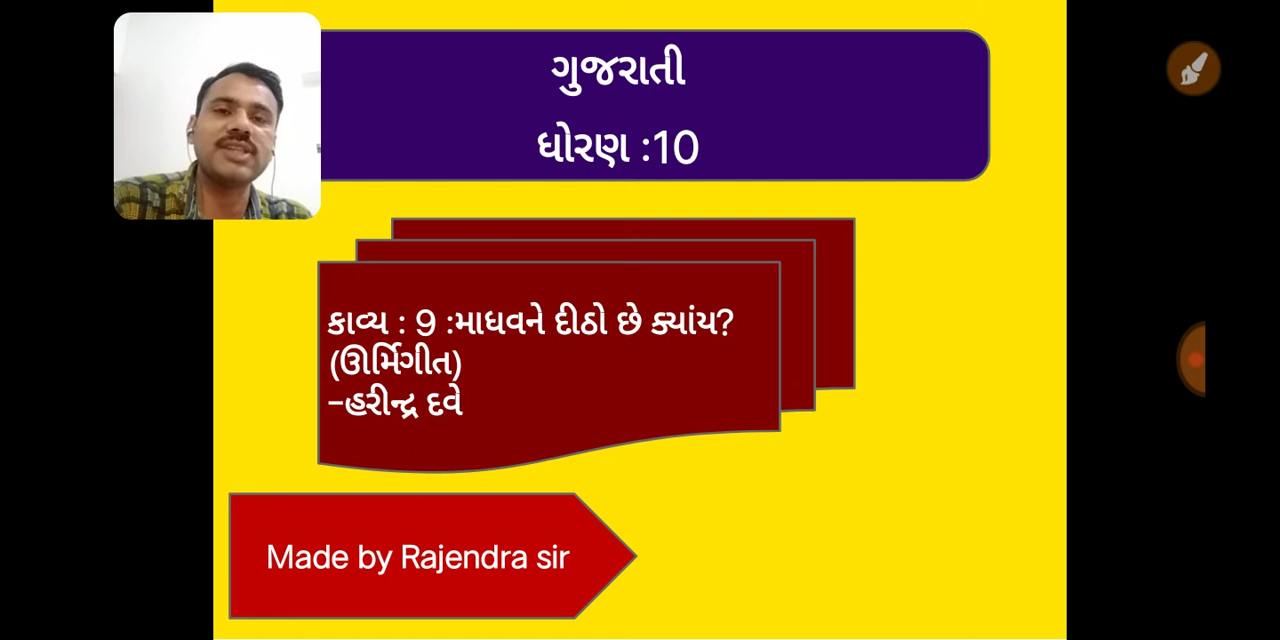 ગુજરાતી
ધોરણ :10
કાવ્ય : 9 :માધવને દીઠો છે ક્યાંય?
(ઊર્મિગીત)
-હરીન્દ્ર દવે
Made by Rajendra sir